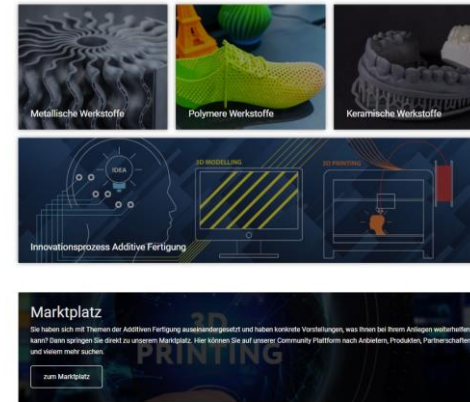 Metallische Werkstoffe
Polymere Werkstoffe
Keramische Werkstoffe
IDEA
3D MODELLING
3D PRINTING
Innovationsprozess Additive Fertigung
Marktplatz
Sie haben sich mit Themen der Additiven Fertigung auseinandergesetzt und haben konkrete Vorstellungen, was Ihnen bei Ihrem Anliegen weiterhelfen
kann? Dann springen Sie direkt zu unserem Marktplatz. Hier können Sie auf unserer Community Plattform nach Anbietern, Produkten, Partnerschaften
und vielem mehr suchen.
3D
PRINTING
zum Marktplatz